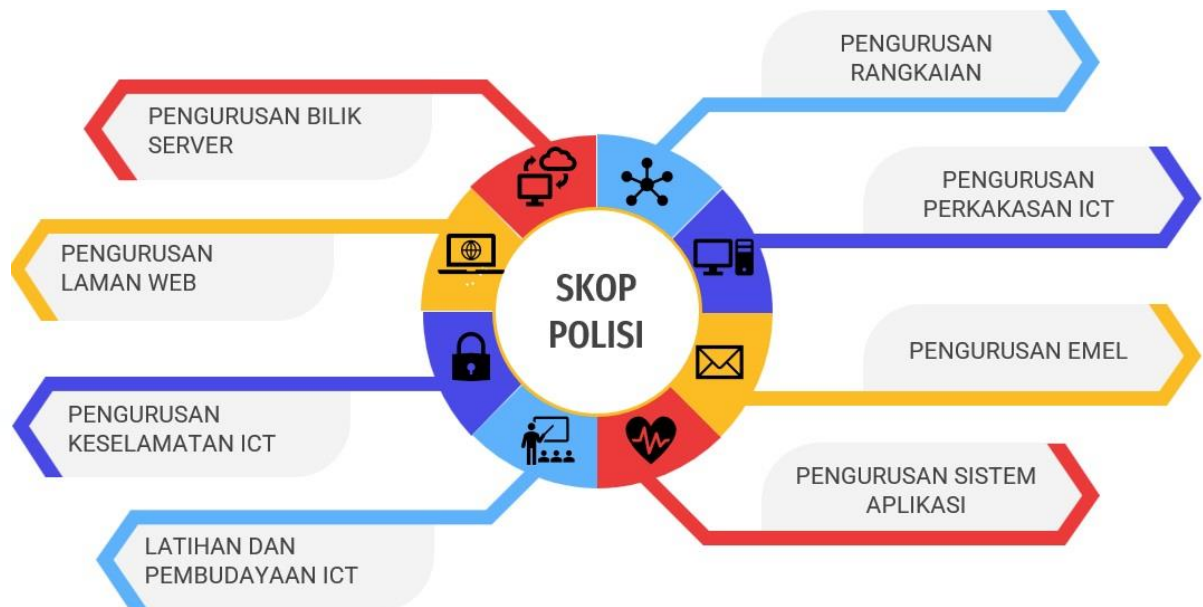 PENGURUSAN
RANGKAIAN
PENGURUSAN BILIK
SERVER
PENGURUSAN
PERKAKASAN ICT
PENGURUSAN
LAMAN WEB
SKOP
POLISI
PENGURUSAN EMEL
PENGURUSAN
KESELAMATAN ICT
PENGURUSAN SISTEM
APLIKASI
LATIHAN DAN
PEMBUDAYAAN ICT